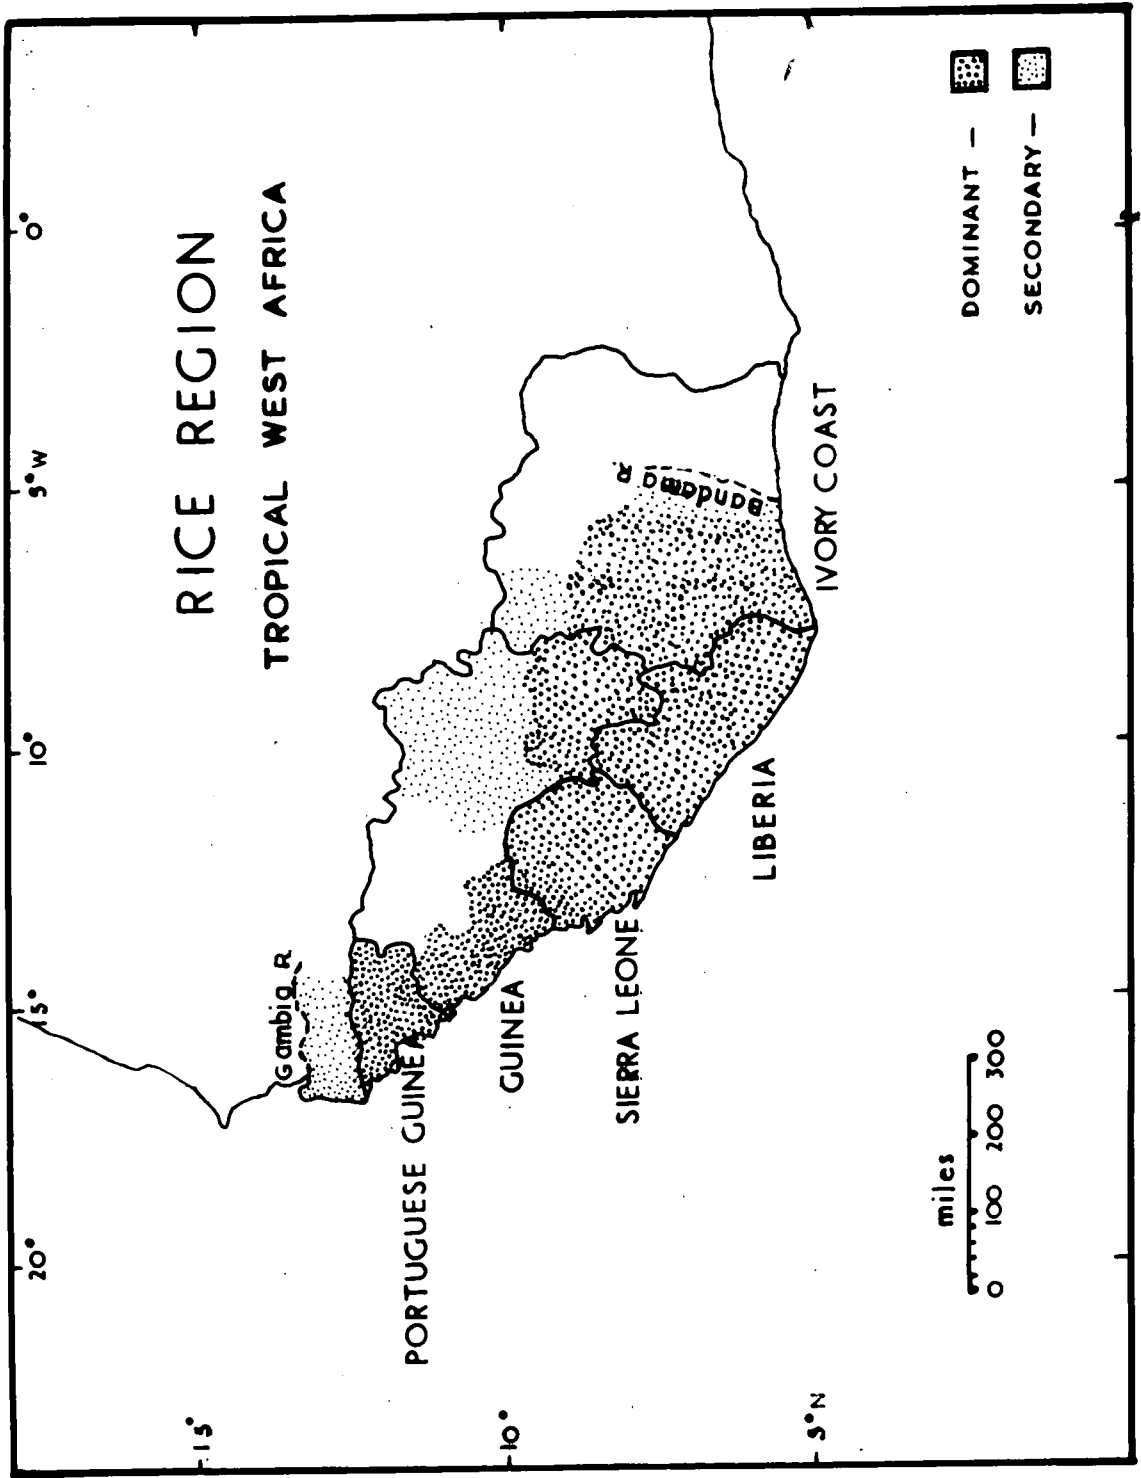 RICE REGION
TROPICAL WEST AFRICA
20°
15°
10°
5°W
0°
15°
10°
5°N
Gambia R.
PORTUGUESE GUINEA
GUINEA
SIERRA LEONE
LIBERIA
IVORY COAST
Bandama R.
miles
0 100 200 300
DOMINANT —
SECONDARY —